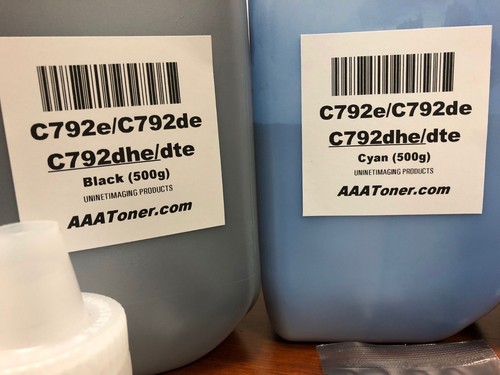 C792e/C792de
C792dhe/dte
Black (500g)
UNINETIMAGING PRODUCTS
AAAToner.com
C792e/C792de
C792dhe/dte
Cyan (500g)
UNINETIMAGING PRODUCTS
AAAToner.com